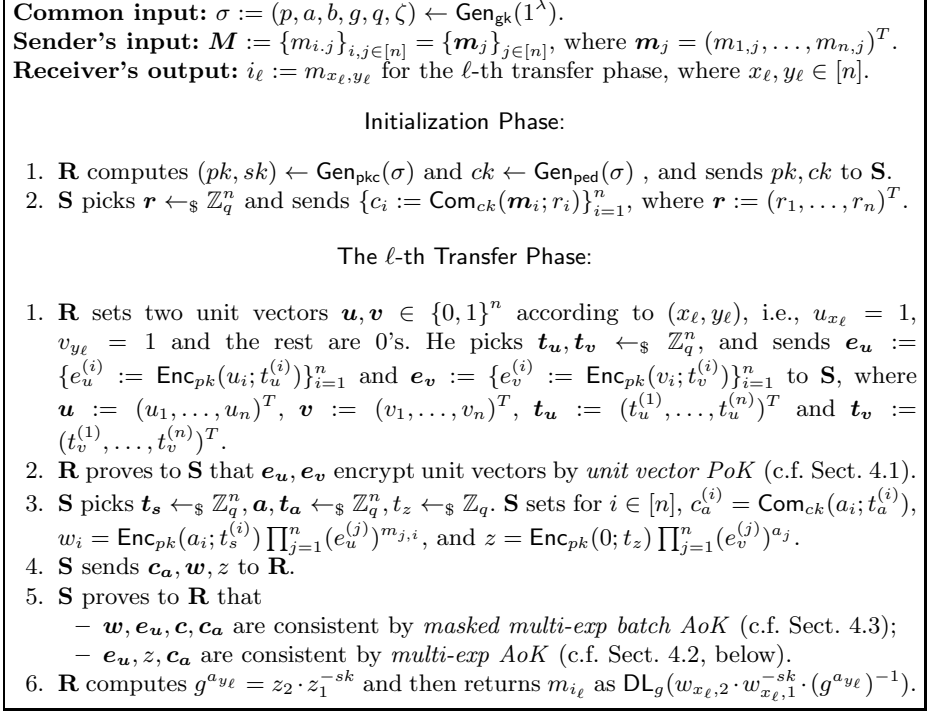 Common input: σ := (p, a, b, g, q, ζ) ← Gen_gk(1^λ).
Sender's input: M := {m_{i.j}}_{i,j∈[n]} = {m_j}_{j∈[n]}, where m_j = (m_{1,j}, . . . , m_{n,j})^T.
Receiver's output: i_ℓ := m_{x_ℓ,y_ℓ} for the ℓ-th transfer phase, where x_ℓ, y_ℓ ∈ [n].
Initialization Phase:
1. R computes (pk, sk) ← Gen_pkc(σ) and ck ← Gen_ped(σ) , and sends pk, ck to S.
2. S picks r ←_$ ℤ_q^n and sends {c_i := Com_ck(m_i; r_i)}_{i=1}^n, where r := (r_1, . . . , r_n)^T.
The ℓ-th Transfer Phase:
1. R sets two unit vectors u, v ∈ {0, 1}^n according to (x_ℓ, y_ℓ), i.e., u_{x_ℓ} = 1,
v_{y_ℓ} = 1 and the rest are 0's. He picks t_u, t_v ←_$ ℤ_q^n, and sends e_u :=
{e_u^{(i)} := Enc_pk(u_i; t_u^{(i)})}_{i=1}^n and e_v := {e_v^{(i)} := Enc_pk(v_i; t_v^{(i)})}_{i=1}^n to S, where
u := (u_1, . . . , u_n)^T, v := (v_1, . . . , v_n)^T, t_u := (t_u^{(1)}, . . . , t_u^{(n)})^T and t_v :=
(t_v^{(1)}, . . . , t_v^{(n)})^T.
2. R proves to S that e_u, e_v encrypt unit vectors by unit vector PoK (c.f. Sect. 4.1).
3. S picks t_s ←_$ ℤ_q^n, a, t_a ←_$ ℤ_q^n, t_z ←_$ ℤ_q. S sets for i ∈ [n], c_a^{(i)} = Com_ck(a_i; t_a^{(i)}),
w_i = Enc_pk(a_i; t_s^{(i)}) ∏_{j=1}^n (e_u^{(j)})^{m_{j,i}}, and z = Enc_pk(0; t_z) ∏_{j=1}^n (e_v^{(j)})^{a_j}.
4. S sends c_a, w, z to R.
5. S proves to R that
– w, e_u, c, c_a are consistent by masked multi-exp batch AoK (c.f. Sect. 4.3);
– e_u, z, c_a are consistent by multi-exp AoK (c.f. Sect. 4.2, below).
6. R computes g^{a_{y_ℓ}} = z_2 · z_1^{-sk} and then returns m_{i_ℓ} as DL_g(w_{x_ℓ,2} · w_{x_ℓ,1}^{-sk} · (g^{a_{y_ℓ}})^{-1}).